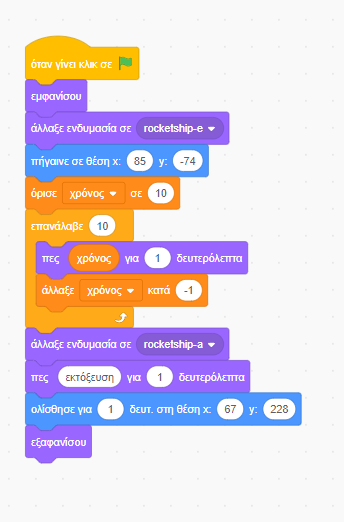 όταν γίνει κλικ σε
εμφανίσου
άλλαξε ενδυμασία σε rocketship-e
πήγαινε σε θέση x: 85 y: -74
όρισε χρόνος σε 10
επανάλαβε 10
πες χρόνος για 1 δευτερόλεπτα
άλλαξε χρόνος κατά -1
άλλαξε ενδυμασία σε rocketship-a
πες εκτόξευση για 1 δευτερόλεπτα
ολίσθησε για 1 δευτ. στη θέση x: 67 y: 228
εξαφανίσου